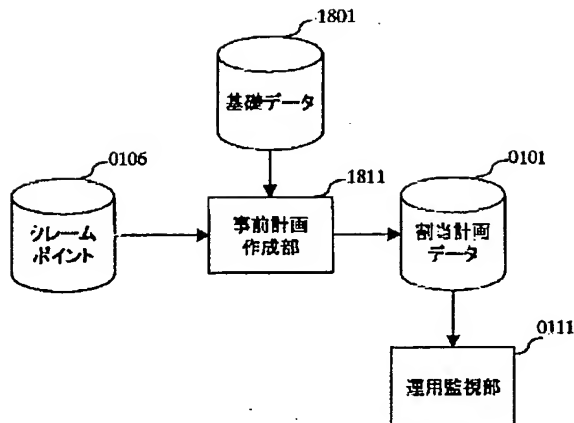 1801
基礎データ
0106
クレーム
ポイント
1811
事前計画
作成部
0101
割当計画
データ
0111
運用監視部